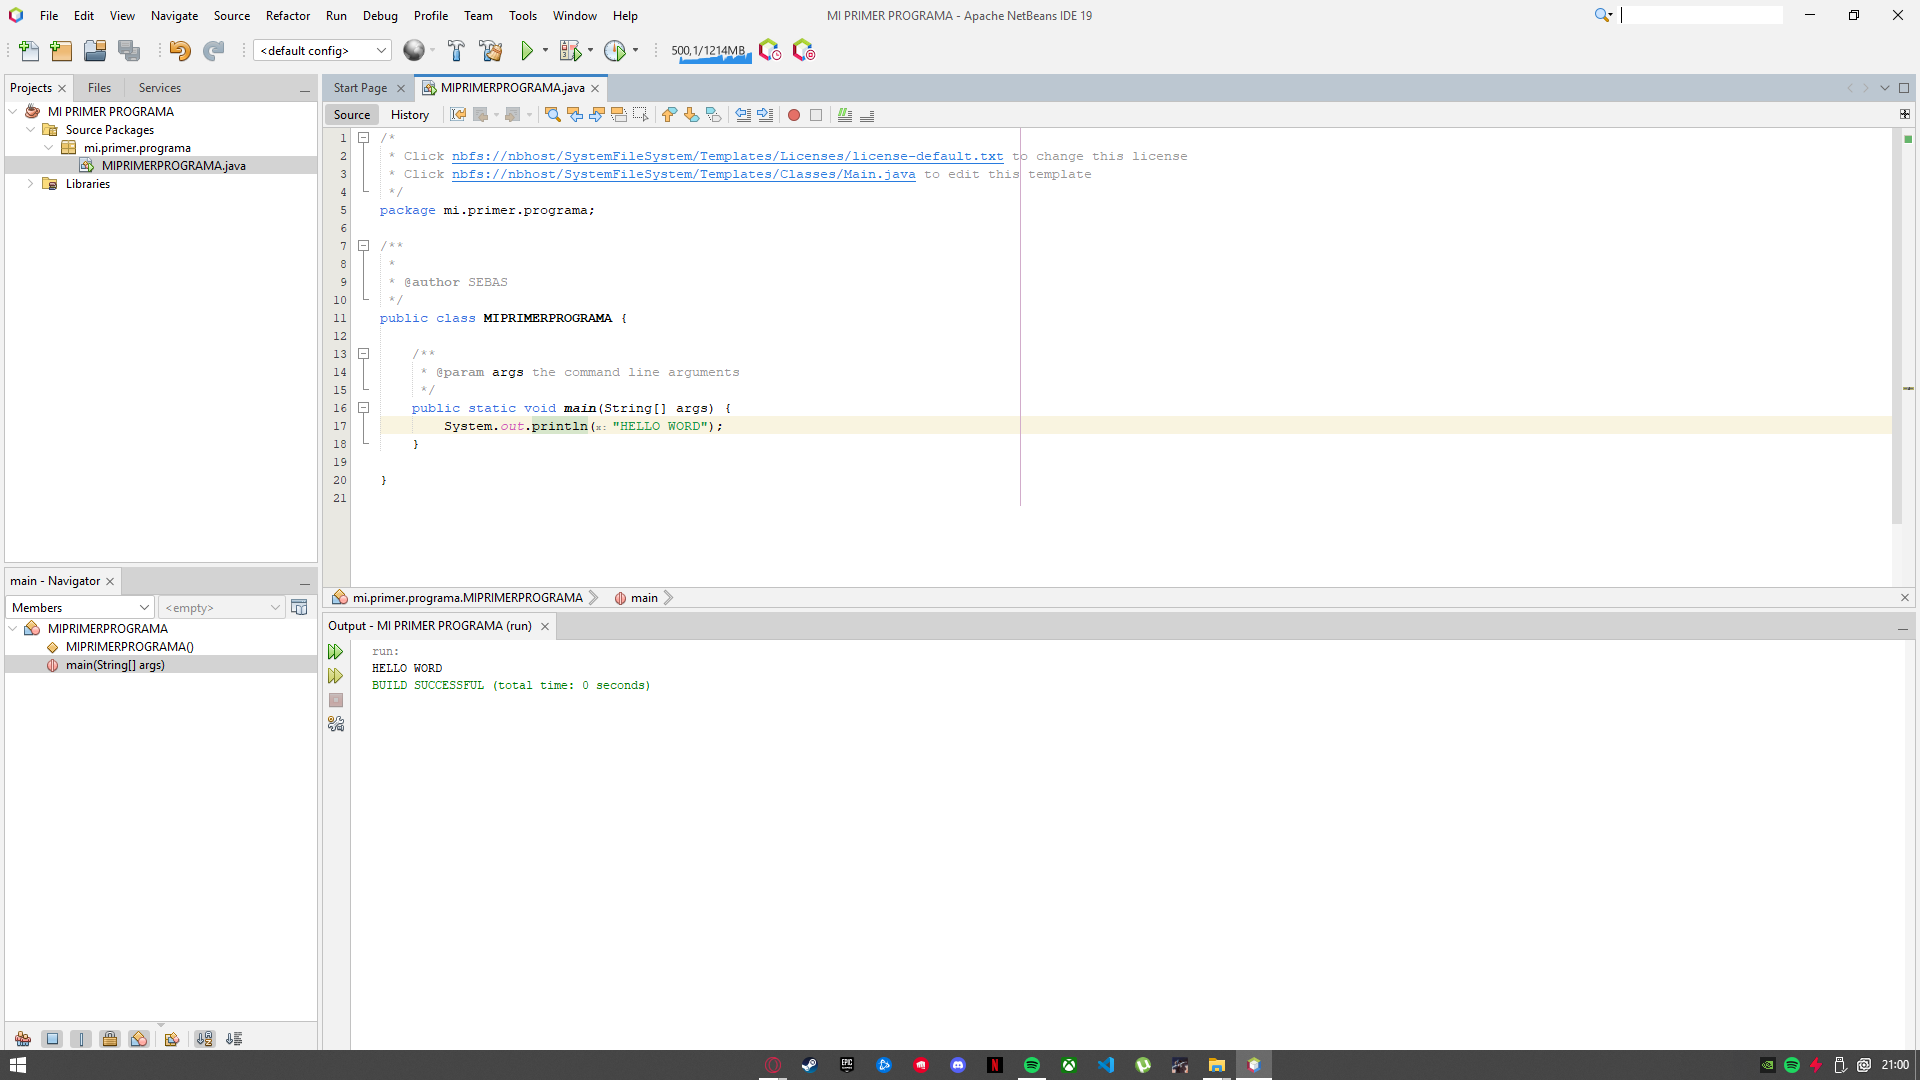 File Edit View Navigate Source Refactor Run Debug Profile Team Tools Window Help
MI PRIMER PROGRAMA - Apache NetBeans IDE 19
<default config>
500,1/1214MB
Projects Files Services
MI PRIMER PROGRAMA
Source Packages
mi.primer.programa
MIPRIMERPROGRAMA.java
Libraries
Start Page MIPRIMERPROGRAMA.java
Source History
1 /*
2 * Click nbfs://nbhost/SystemFileSystem/Templates/Licenses/license-default.txt to change this license
3 * Click nbfs://nbhost/SystemFileSystem/Templates/Classes/Main.java to edit this template
4 */
5 package mi.primer.programa;
6
7 /**
8 *
9 * @author SEBAS
10 */
11 public class MIPRIMERPROGRAMA {
12
13 /**
14 * @param args the command line arguments
15 */
16 public static void main(String[] args) {
17 System.out.println(x: "HELLO WORD");
18 }
19
20 }
21
mi.primer.programa.MIPRIMERPROGRAMA main
main - Navigator
Members <empty>
MIPRIMERPROGRAMA
MIPRIMERPROGRAMA()
main(String[] args)
Output - MI PRIMER PROGRAMA (run)
run:
HELLO WORD
BUILD SUCCESSFUL (total time: 0 seconds)
21:00